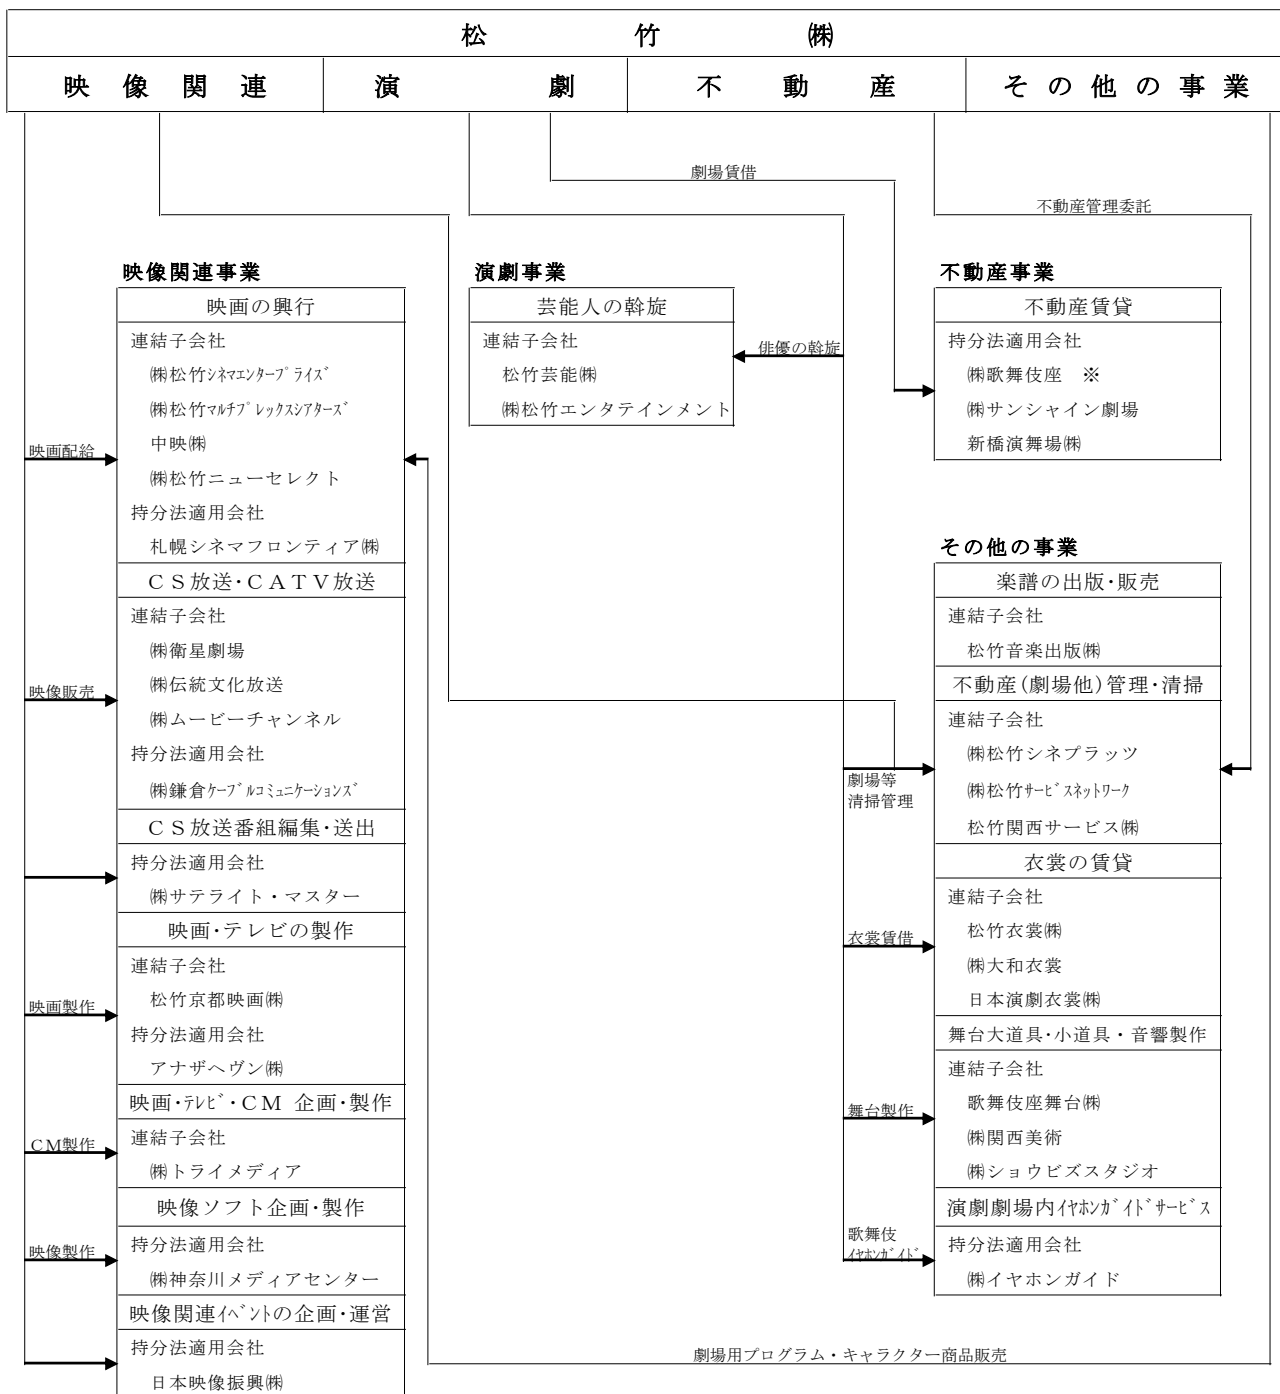 松竹㈱
映像関連 演劇 不動産 その他の事業
劇場賃借
不動産管理委託
映像関連事業
映画の興行
連結子会社
㈱松竹ｼﾈﾏｴﾝﾀｰﾌﾟﾗｲｽﾞ
㈱松竹ﾏﾙﾁﾌﾟﾚｯｸｽｼｱﾀｰｽﾞ
中映㈱
㈱松竹ニューセレクト
持分法適用会社
札幌シネマフロンティア㈱
映画配給
ＣＳ放送・ＣＡＴＶ放送
連結子会社
㈱衛星劇場
㈱伝統文化放送
㈱ムービーチャンネル
持分法適用会社
㈱鎌倉ｹｰﾌﾞﾙｺﾐｭﾆｹｰｼｮﾝｽﾞ
映像販売
ＣＳ放送番組編集・送出
持分法適用会社
㈱サテライト・マスター
映画・テレビの製作
連結子会社
松竹京都映画㈱
持分法適用会社
アナザヘヴン㈱
映画製作
映画・ﾃﾚﾋﾞ・ＣＭ 企画・製作
連結子会社
㈱トライメディア
ＣＭ製作
映像ソフト企画・製作
持分法適用会社
㈱神奈川メディアセンター
映像製作
映像関連ｲﾍﾞﾝﾄの企画・運営
持分法適用会社
日本映像振興㈱
演劇事業
芸能人の斡旋
連結子会社
松竹芸能㈱
㈱松竹エンタテインメント
俳優の斡旋
不動産事業
不動産賃貸
持分法適用会社
㈱歌舞伎座 ※
㈱サンシャイン劇場
新橋演舞場㈱
その他の事業
楽譜の出版・販売
連結子会社
松竹音楽出版㈱
不動産(劇場他)管理・清掃
連結子会社
㈱松竹シネプラッツ
㈱松竹ｻｰﾋﾞｽﾈｯﾄﾜｰｸ
松竹関西サービス㈱
劇場等
清掃管理
衣裳の賃貸
連結子会社
松竹衣裳㈱
㈱大和衣裳
日本演劇衣裳㈱
衣裳賃借
舞台大道具・小道具・音響製作
連結子会社
歌舞伎座舞台㈱
㈱関西美術
㈱ショウビズスタジオ
舞台製作
演劇劇場内ｲﾔﾎﾝｶﾞｲﾄﾞｻｰﾋﾞｽ
持分法適用会社
㈱イヤホンガイド
歌舞伎
ｲﾔﾎﾝｶﾞｲﾄﾞ
劇場用プログラム・キャラクター商品販売